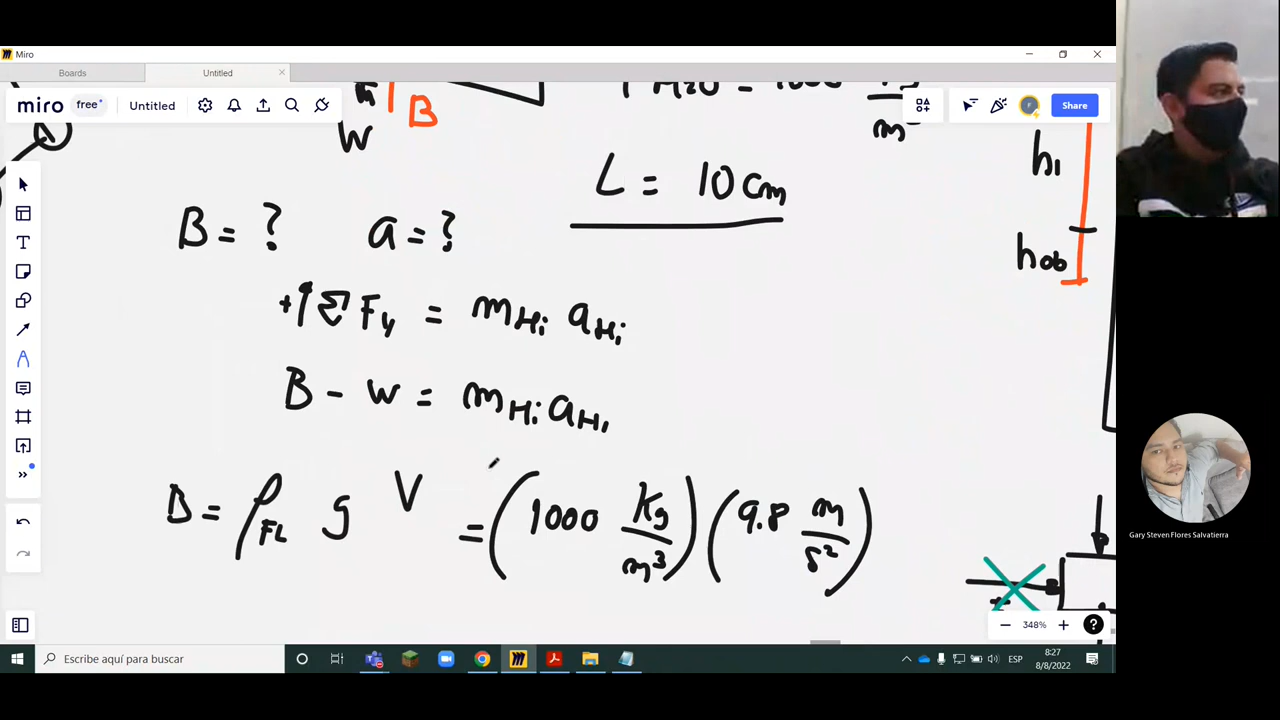 Miro
Boards
Untitled
miro free Untitled
Share
B
W
H2O = 1000
m
h1
L = 10 cm
B = ? a = ?
hob
+↑ΣFy = mHi aHi
B - W = mHi aHi
B = ρFL g V = (1000 Kg/m³)(9.8 m/s²)
Gary Steven Flores Salvatierra
348%
Escribe aquí para buscar
ESP
8:27
8/8/2022